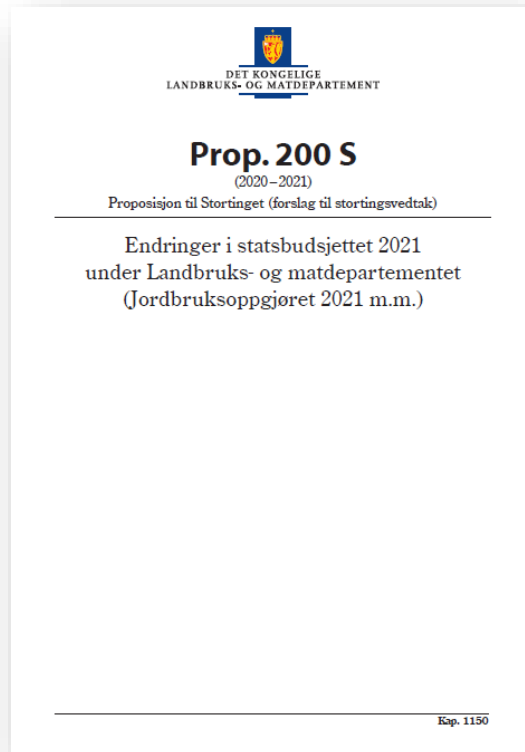 DET KONGELIGE
LANDBRUKS- OG MATDEPARTEMENT
Prop. 200 S
(2020–2021)
Proposisjon til Stortinget (forslag til stortingsvedtak)
Endringer i statsbudsjettet 2021
under Landbruks- og matdepartementet
(Jordbruksoppgjøret 2021 m.m.)
Kap. 1150